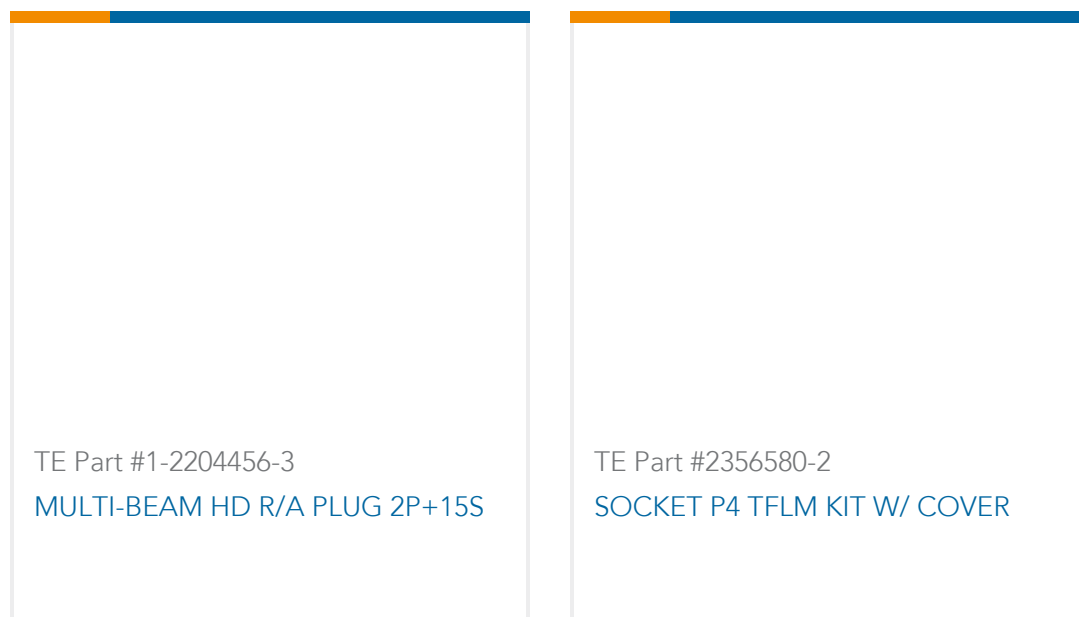 TE Part #1-2204456-3
MULTI-BEAM HD R/A PLUG 2P+15S
TE Part #2356580-2
SOCKET P4 TFLM KIT W/ COVER